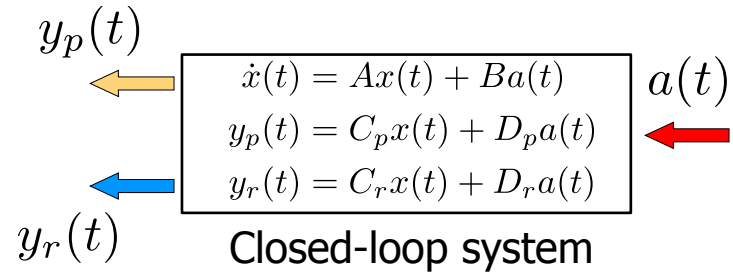 y_p(t)
ẋ(t) = Ax(t) + Ba(t)
a(t)
y_p(t) = C_p x(t) + D_p a(t)
y_r(t) = C_r x(t) + D_r a(t)
y_r(t)
Closed-loop system